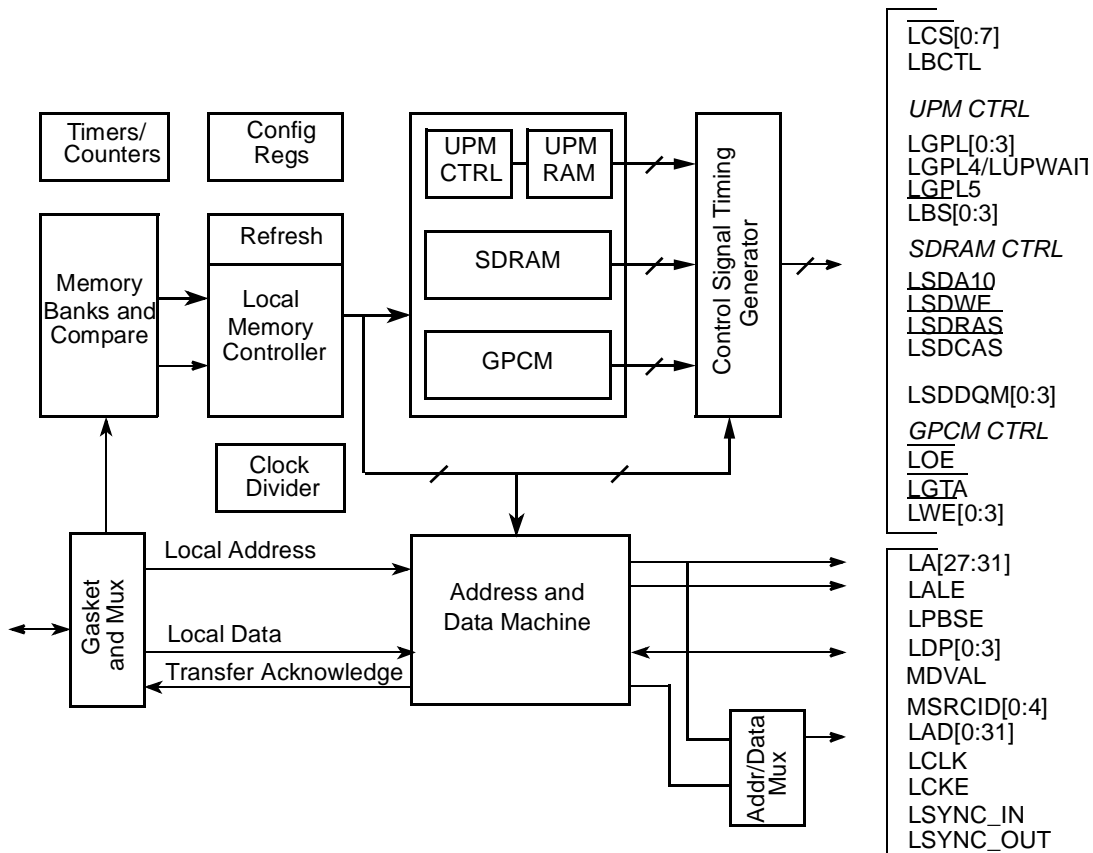 Timers/
Counters
Config
Regs
UPM
CTRL
UPM
RAM
Refresh
SDRAM
Memory
Banks and
Compare
Local
Memory
Controller
GPCM
Control Signal Timing
Generator
Clock
Divider
Gasket
and Mux
Local Address
Local Data
Transfer Acknowledge
Address and
Data Machine
Addr/Data
Mux
LCS[0:7]
LBCTL
UPM CTRL
LGPL[0:3]
LGPL4/LUPWAIT
LGPL5
LBS[0:3]
SDRAM CTRL
LSDA10
LSDWE
LSDRAS
LSDCAS
LSDDQM[0:3]
GPCM CTRL
LOE
LGTA
LWE[0:3]
LA[27:31]
LALE
LPBSE
LDP[0:3]
MDVAL
MSRCID[0:4]
LAD[0:31]
LCLK
LCKE
LSYNC_IN
LSYNC_OUT